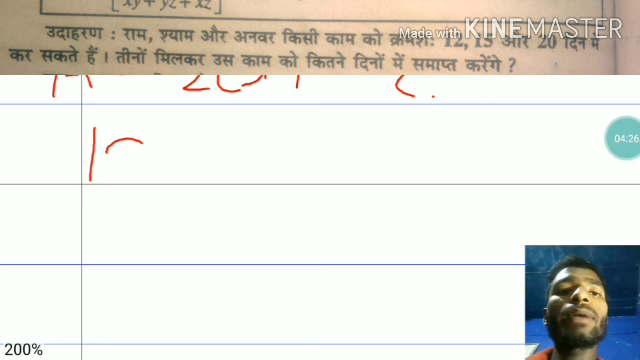 [ xy + yz + xz ]
Made with KINEMASTER
उदाहरण : राम, श्याम और अनवर किसी काम को क्रमशः 12, 15 और 20 दिन में
कर सकते हैं । तीनों मिलकर उस काम को कितने दिनों में समाप्त करेंगे ?
04:26
200%